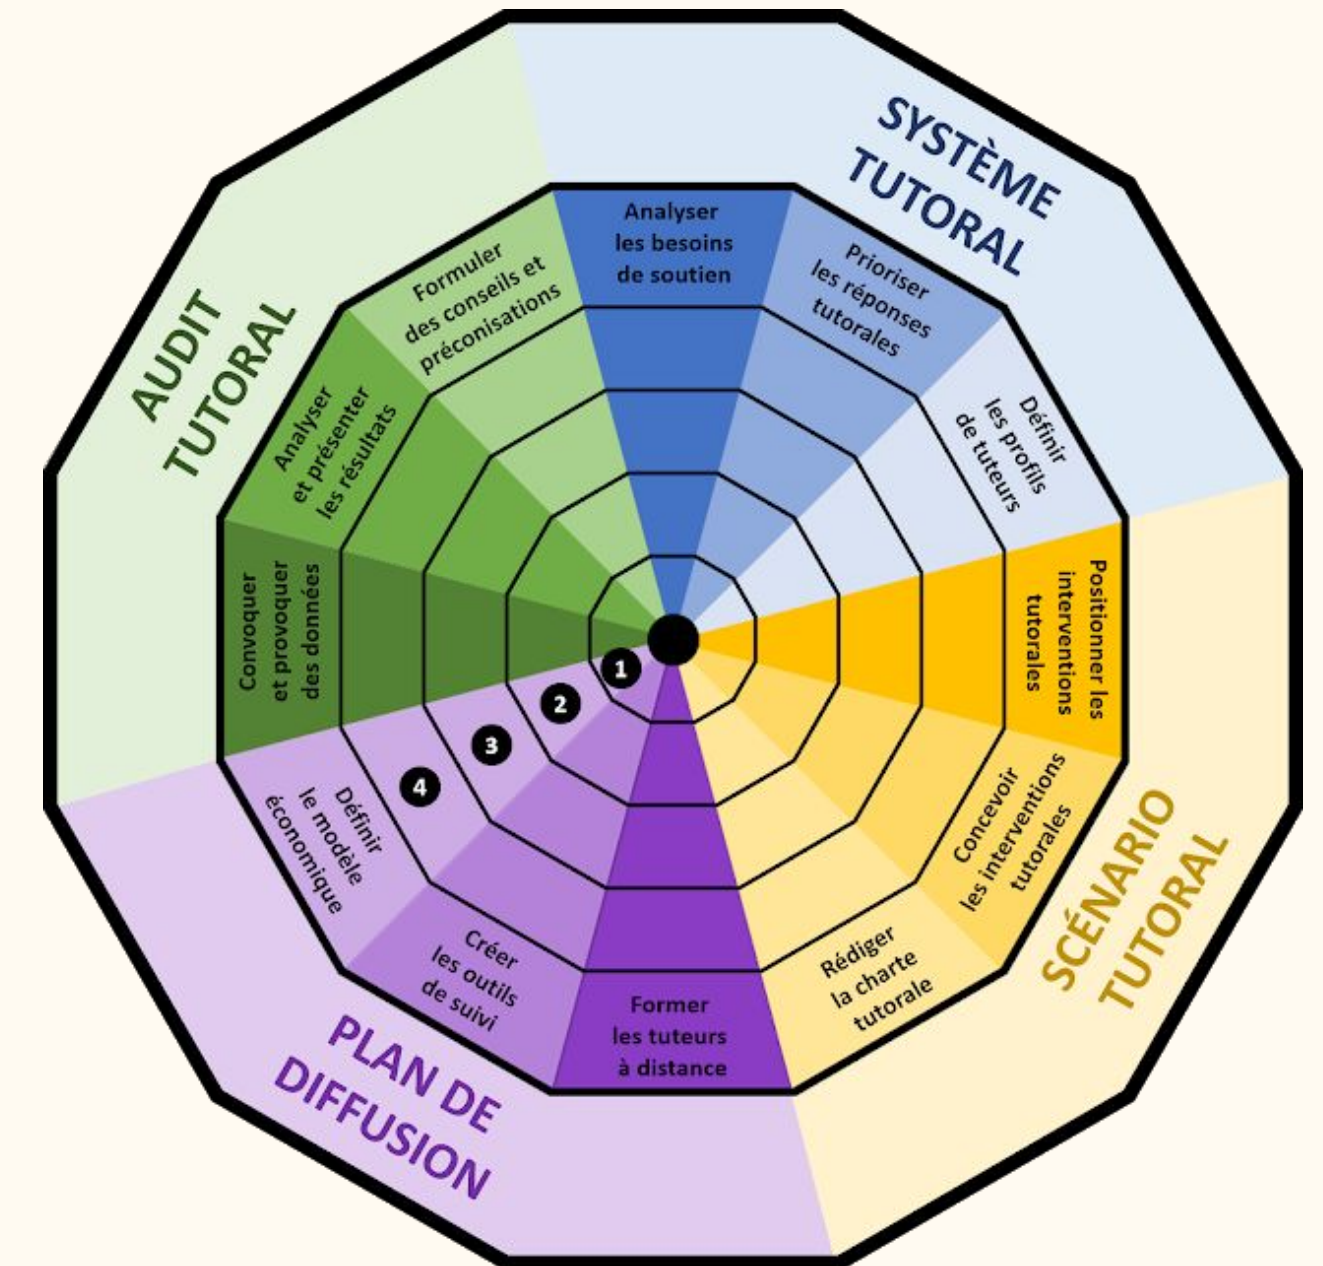 SYSTÈME
TUTORAL
Analyser
les besoins
de soutien
Prioriser
les réponses
tutorales
Définir
les profils
de tuteurs
SCÉNARIO
TUTORAL
Positionner les
interventions
tutorales
Concevoir
les interventions
tutorales
Rédiger
la charte
tutorale
PLAN DE
DIFFUSION
Former
les tuteurs
à distance
Créer
les outils
de suivi
Définir
le modèle
économique
AUDIT
TUTORAL
Convoquer
et provoquer
des données
Analyser
et présenter
les résultats
Formuler
des conseils et
préconisations
1
2
3
4